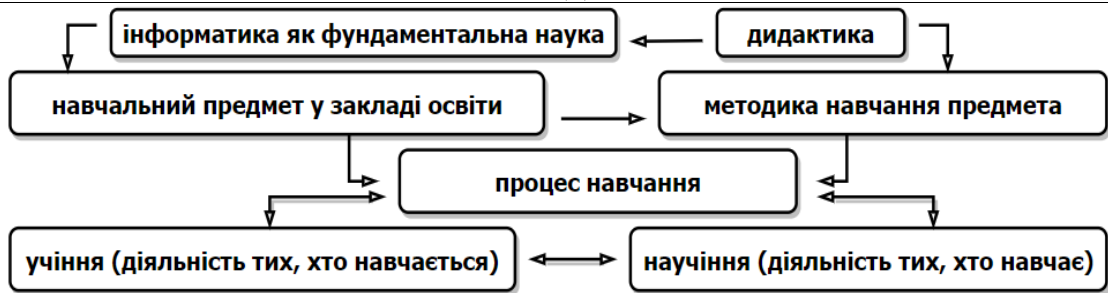 інформатика як фундаментальна наука
дидактика
навчальний предмет у закладі освіти
методика навчання предмета
процес навчання
учіння (діяльність тих, хто навчається)
научіння (діяльність тих, хто навчає)